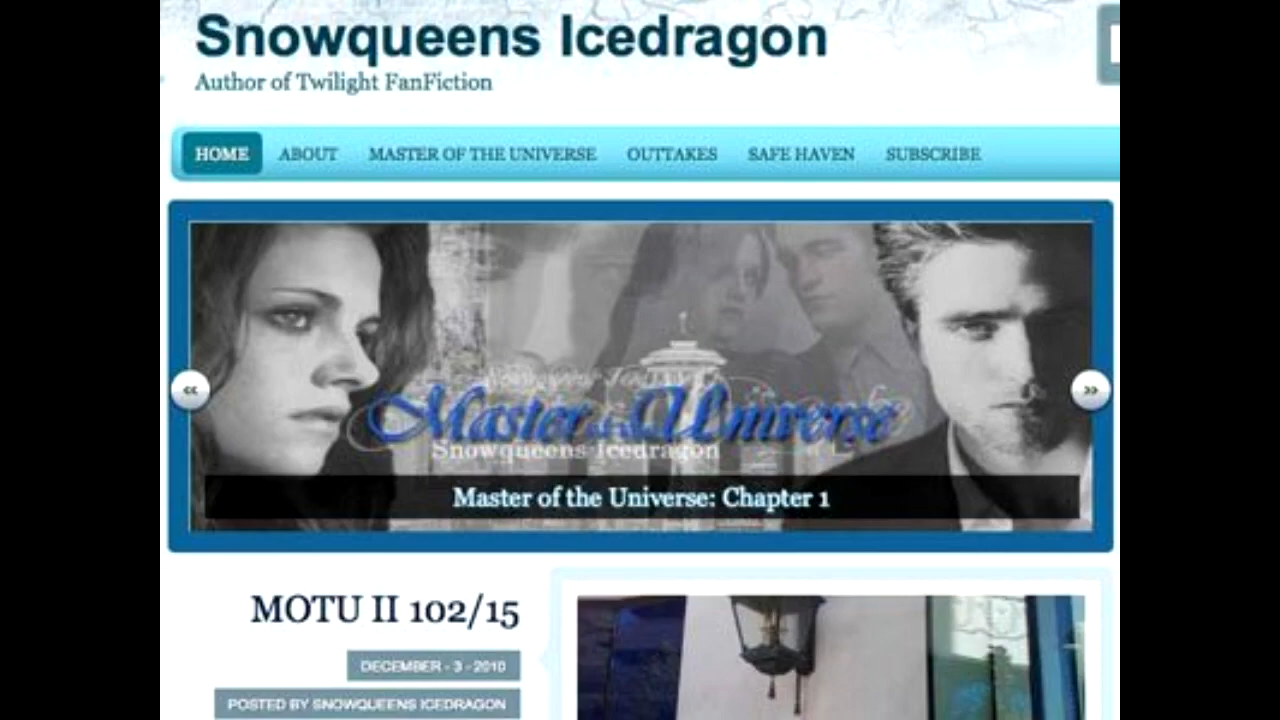 Snowqueens Icedragon
Author of Twilight FanFiction
HOME ABOUT MASTER OF THE UNIVERSE OUTTAKES SAFE HAVEN SUBSCRIBE
«
»
Master of the Universe
Snowqueens Icedragon
Master of the Universe: Chapter 1
MOTU II 102/15
DECEMBER - 3 - 2010
POSTED BY SNOWQUEENS ICEDRAGON